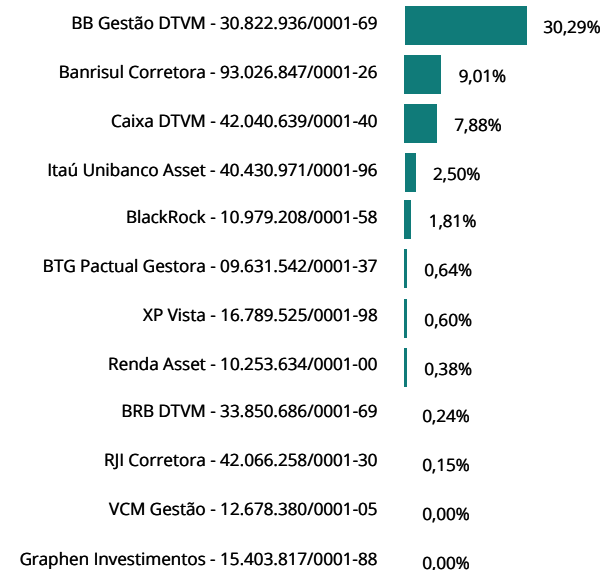 BB Gestão DTVM - 30.822.936/0001-69 30,29%
Banrisul Corretora - 93.026.847/0001-26 9,01%
Caixa DTVM - 42.040.639/0001-40 7,88%
Itaú Unibanco Asset - 40.430.971/0001-96 2,50%
BlackRock - 10.979.208/0001-58 1,81%
BTG Pactual Gestora - 09.631.542/0001-37 0,64%
XP Vista - 16.789.525/0001-98 0,60%
Renda Asset - 10.253.634/0001-00 0,38%
BRB DTVM - 33.850.686/0001-69 0,24%
RJI Corretora - 42.066.258/0001-30 0,15%
VCM Gestão - 12.678.380/0001-05 0,00%
Graphen Investimentos - 15.403.817/0001-88 0,00%